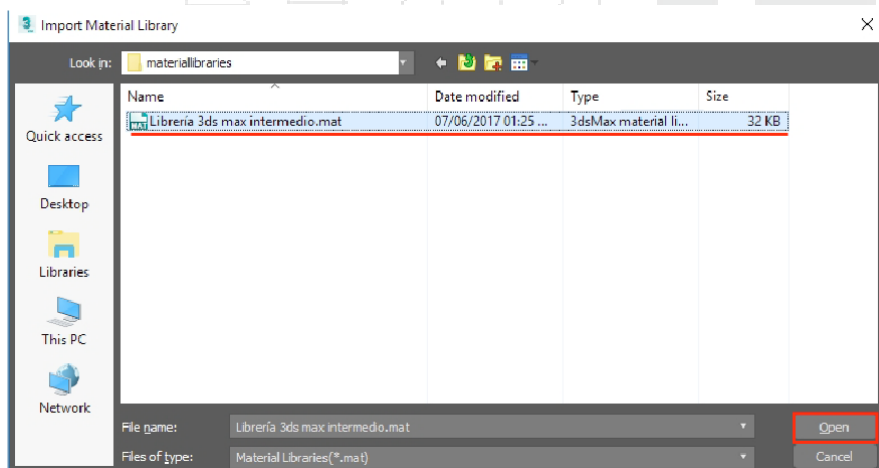 Import Material Library
Look in: materiallibraries
Name Date modified Type Size
Librería 3ds max intermedio.mat 07/06/2017 01:25 ... 3dsMax material li... 32 KB
Quick access
Desktop
Libraries
This PC
Network
File name: Librería 3ds max intermedio.mat Open
Files of type: Material Libraries(*.mat) Cancel